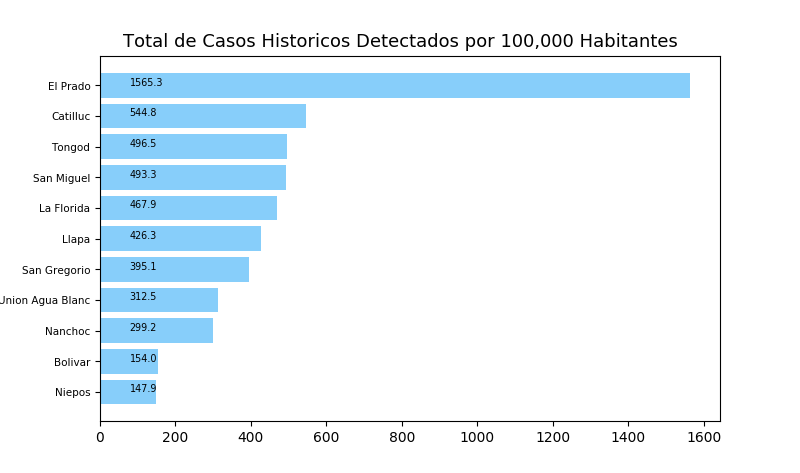 Total de Casos Historicos Detectados por 100,000 Habitantes
El Prado 1565.3
Catilluc 544.8
Tongod 496.5
San Miguel 493.3
La Florida 467.9
Llapa 426.3
San Gregorio 395.1
Union Agua Blanc 312.5
Nanchoc 299.2
Bolivar 154.0
Niepos 147.9
0 200 400 600 800 1000 1200 1400 1600